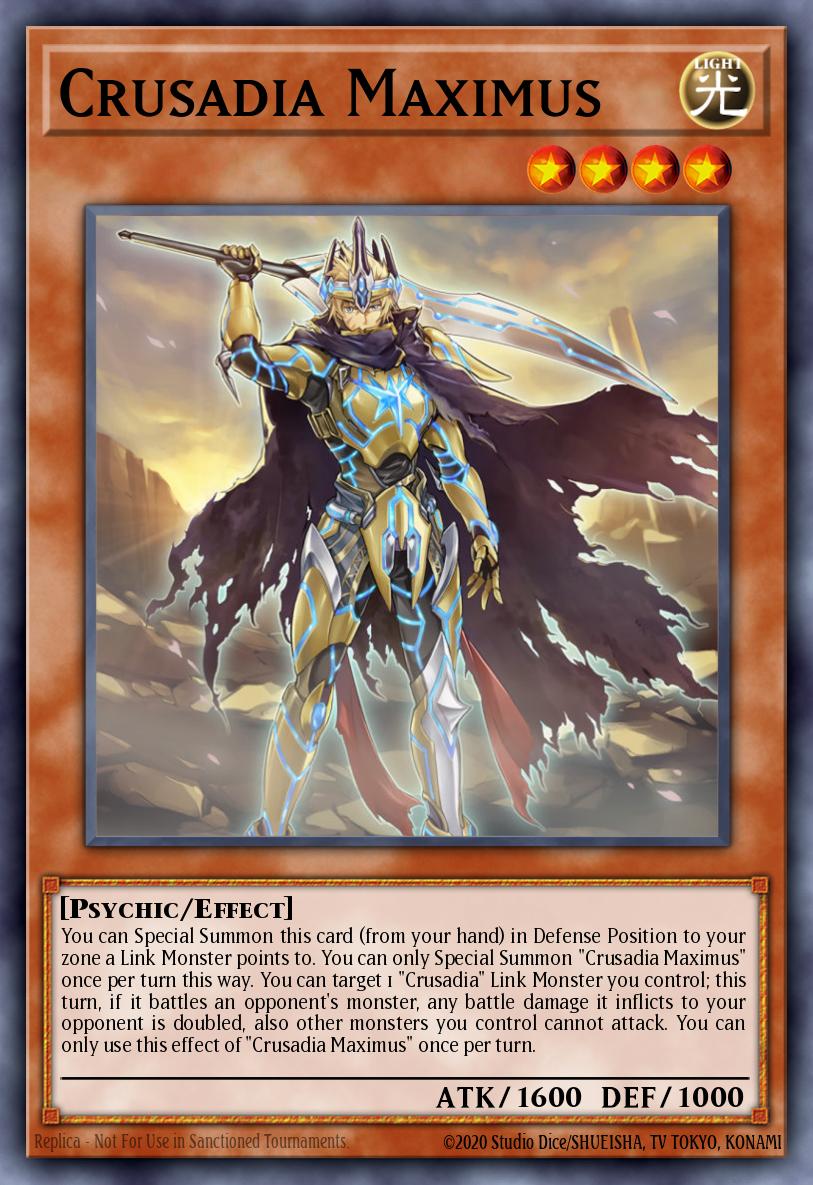 Crusadia Maximus
LIGHT
光
[Psychic/Effect]
You can Special Summon this card (from your hand) in Defense Position to your
zone a Link Monster points to. You can only Special Summon "Crusadia Maximus"
once per turn this way. You can target 1 "Crusadia" Link Monster you control; this
turn, if it battles an opponent's monster, any battle damage it inflicts to your
opponent is doubled, also other monsters you control cannot attack. You can
only use this effect of "Crusadia Maximus" once per turn.
ATK/1600 DEF/1000
Replica - Not For Use in Sanctioned Tournaments.
©2020 Studio Dice/SHUEISHA, TV TOKYO, KONAMI